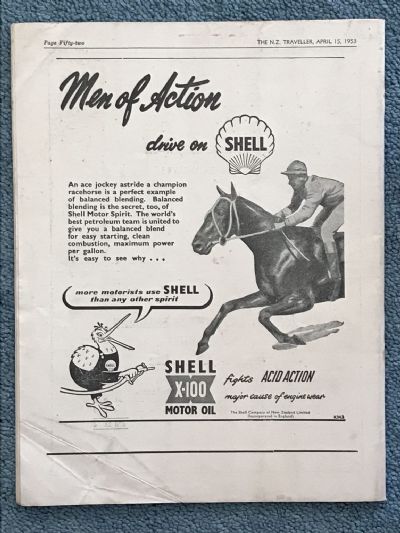 Page Fifty-two
THE N.Z. TRAVELLER, APRIL 15, 1953
Men of Action
drive on SHELL
An ace jockey astride a champion
racehorse is a perfect example
of balanced blending. Balanced
blending is the secret, too, of
Shell Motor Spirit. The world's
best petroleum team is united to
give you a balanced blend
for easy starting, clean
combustion, maximum power
per gallon.
It's easy to see why . . .
more motorists use SHELL
than any other spirit
SHELL
X-100
MOTOR OIL
fights ACID ACTION
major cause of engine wear
The Shell Company of New Zealand Limited
(Incorporated in England)